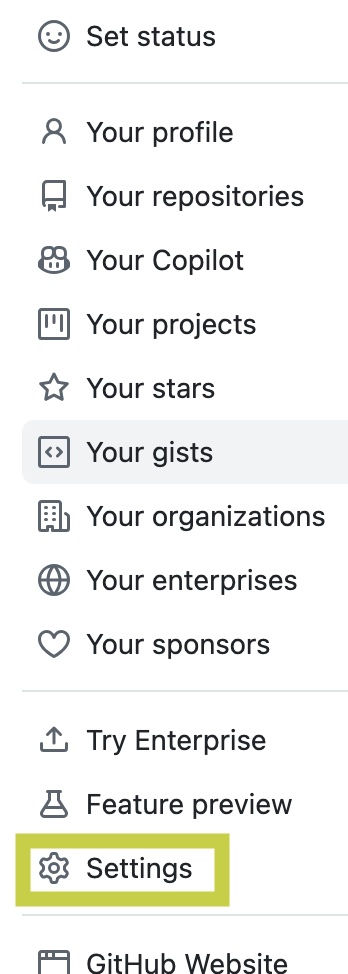 Set status
Your profile
Your repositories
Your Copilot
Your projects
Your stars
Your gists
Your organizations
Your enterprises
Your sponsors
Try Enterprise
Feature preview
Settings
GitHub Website